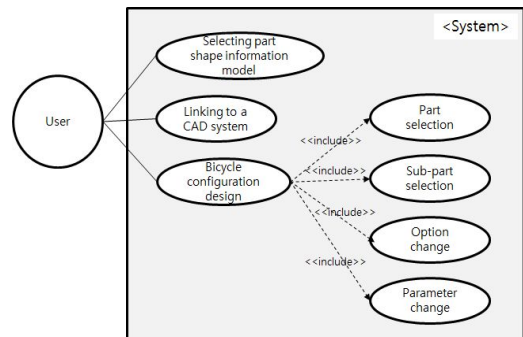 <System>
Selecting part
shape information
model
User
Linking to a
CAD system
Bicycle
configuration
design
<<include>>
<<include>>
<<include>>
<<include>>
Part
selection
Sub-part
selection
Option
change
Parameter
change